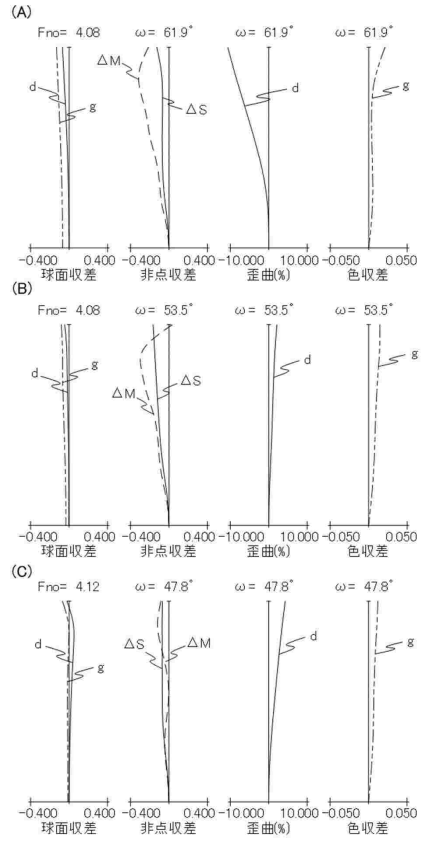 (A)
Fno= 4.08 ω= 61.9° ω= 61.9° ω= 61.9°
ΔM
d g ΔS d g
-0.400 0.400 -0.400 0.400 -10.000 10.000 -0.050 0.050
球面収差 非点収差 歪曲(%) 色収差
(B)
Fno= 4.08 ω= 53.5° ω= 53.5° ω= 53.5°
d g ΔM ΔS d g
-0.400 0.400 -0.400 0.400 -10.000 10.000 -0.050 0.050
球面収差 非点収差 歪曲(%) 色収差
(C)
Fno= 4.12 ω= 47.8° ω= 47.8° ω= 47.8°
d g ΔS ΔM d g
-0.400 0.400 -0.400 0.400 -10.000 10.000 -0.050 0.050
球面収差 非点収差 歪曲(%) 色収差